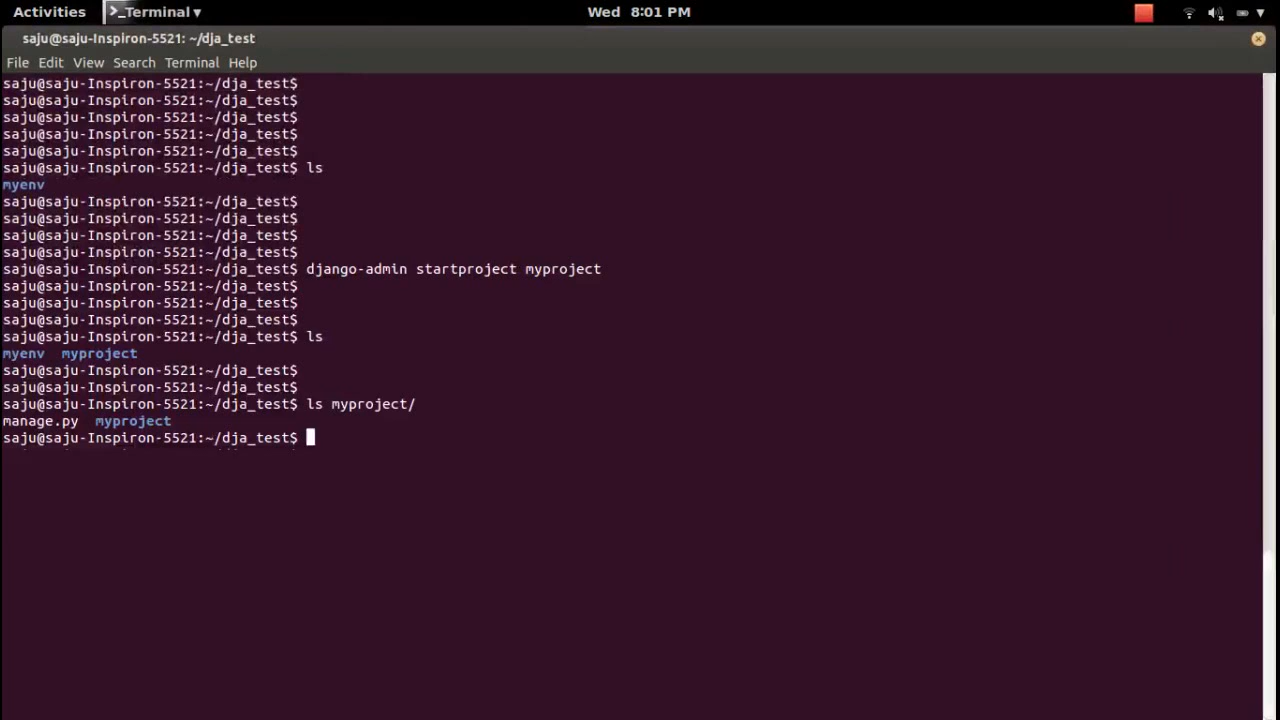 Activities >_Terminal ▾ Wed 8:01 PM
saju@saju-Inspiron-5521: ~/dja_test
File Edit View Search Terminal Help
saju@saju-Inspiron-5521:~/dja_test$
saju@saju-Inspiron-5521:~/dja_test$
saju@saju-Inspiron-5521:~/dja_test$
saju@saju-Inspiron-5521:~/dja_test$
saju@saju-Inspiron-5521:~/dja_test$
saju@saju-Inspiron-5521:~/dja_test$ ls
myenv
saju@saju-Inspiron-5521:~/dja_test$
saju@saju-Inspiron-5521:~/dja_test$
saju@saju-Inspiron-5521:~/dja_test$
saju@saju-Inspiron-5521:~/dja_test$
saju@saju-Inspiron-5521:~/dja_test$ django-admin startproject myproject
saju@saju-Inspiron-5521:~/dja_test$
saju@saju-Inspiron-5521:~/dja_test$
saju@saju-Inspiron-5521:~/dja_test$
saju@saju-Inspiron-5521:~/dja_test$ ls
myenv myproject
saju@saju-Inspiron-5521:~/dja_test$
saju@saju-Inspiron-5521:~/dja_test$
saju@saju-Inspiron-5521:~/dja_test$ ls myproject/
manage.py myproject
saju@saju-Inspiron-5521:~/dja_test$